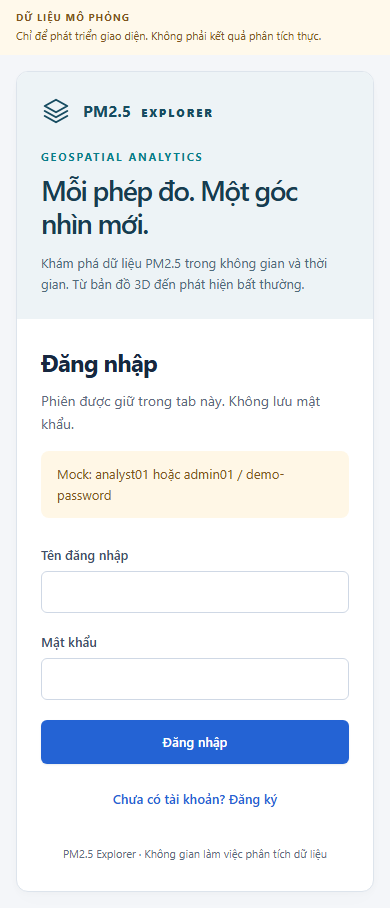 DỮ LIỆU MÔ PHỎNG
Chỉ để phát triển giao diện. Không phải kết quả phân tích thực.
PM2.5 EXPLORER
GEOSPATIAL ANALYTICS
Mỗi phép đo. Một góc
nhìn mới.
Khám phá dữ liệu PM2.5 trong không gian và thời
gian. Từ bản đồ 3D đến phát hiện bất thường.
Đăng nhập
Phiên được giữ trong tab này. Không lưu mật
khẩu.
Mock: analyst01 hoặc admin01 / demo-
password
Tên đăng nhập
Mật khẩu
Đăng nhập
Chưa có tài khoản? Đăng ký
PM2.5 Explorer · Không gian làm việc phân tích dữ liệu